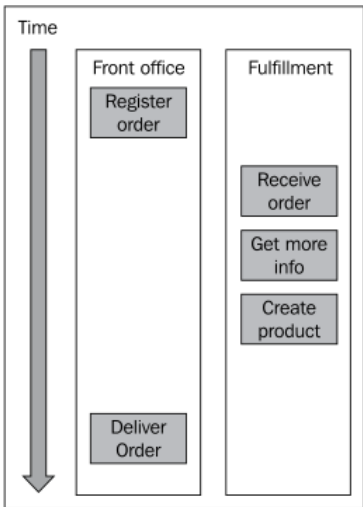 Time
Front office
Fulfillment
Register
order
Receive
order
Get more
info
Create
product
Deliver
Order